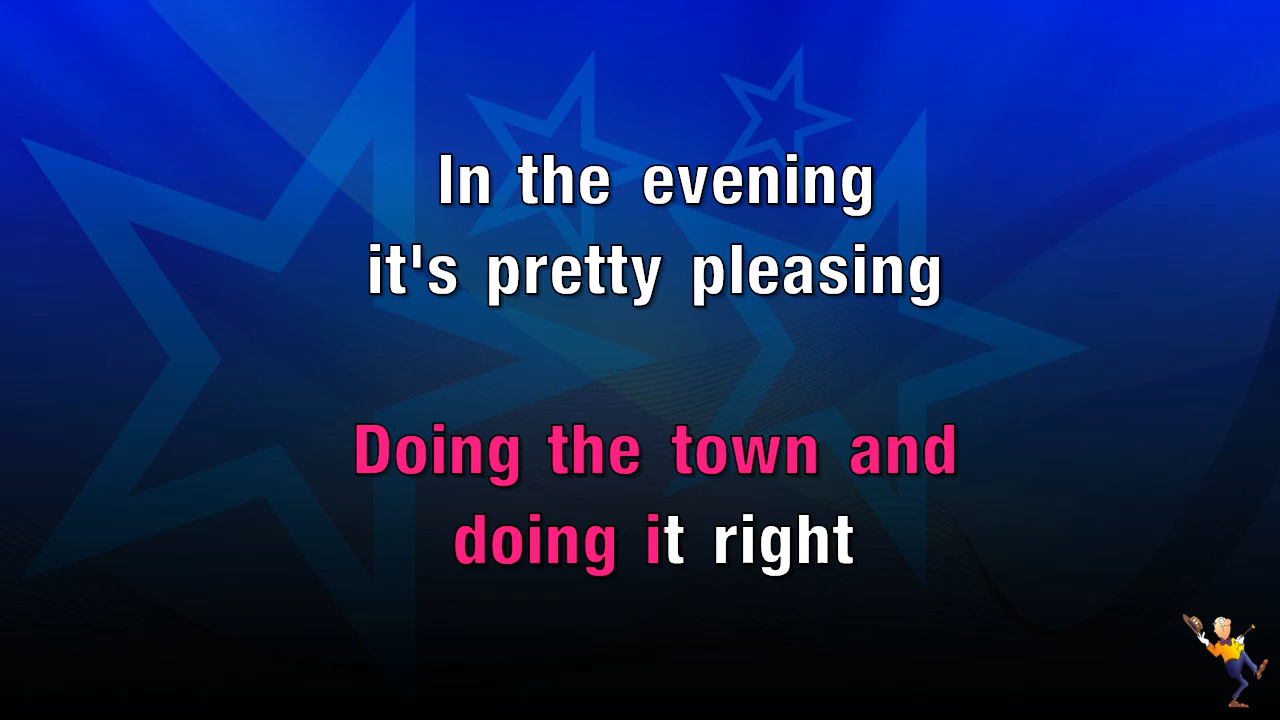 In the evening
it's pretty pleasing
Doing the town and
doing it right